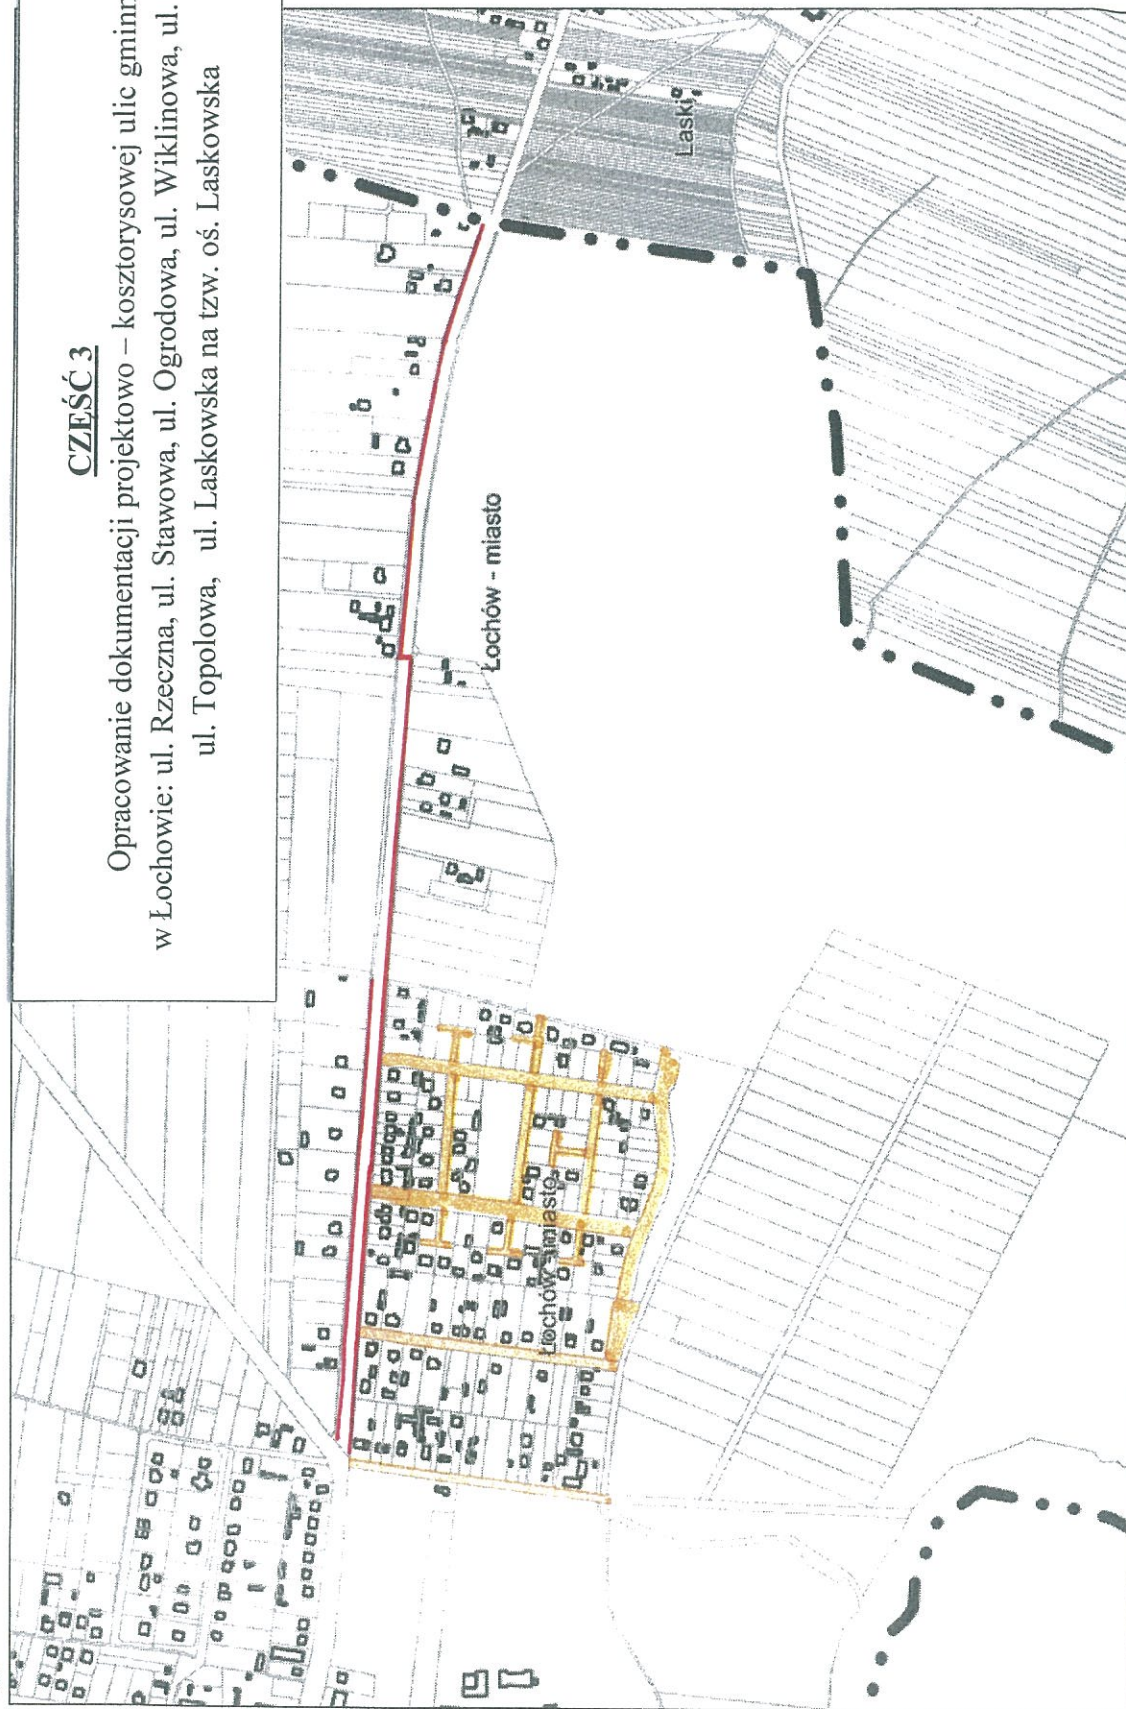 CZĘŚĆ 3
Opracowanie dokumentacji projektowo – kosztorysowej ulic
w Łochowie: ul. Rzeczna, ul. Stawowa, ul. Ogrodowa, ul. Wiklinowa, ul.
ul. Topolowa, ul. Laskowska na tzw. oś. Laskowska
Laski
Łochów - miasto
Łochów - miasto